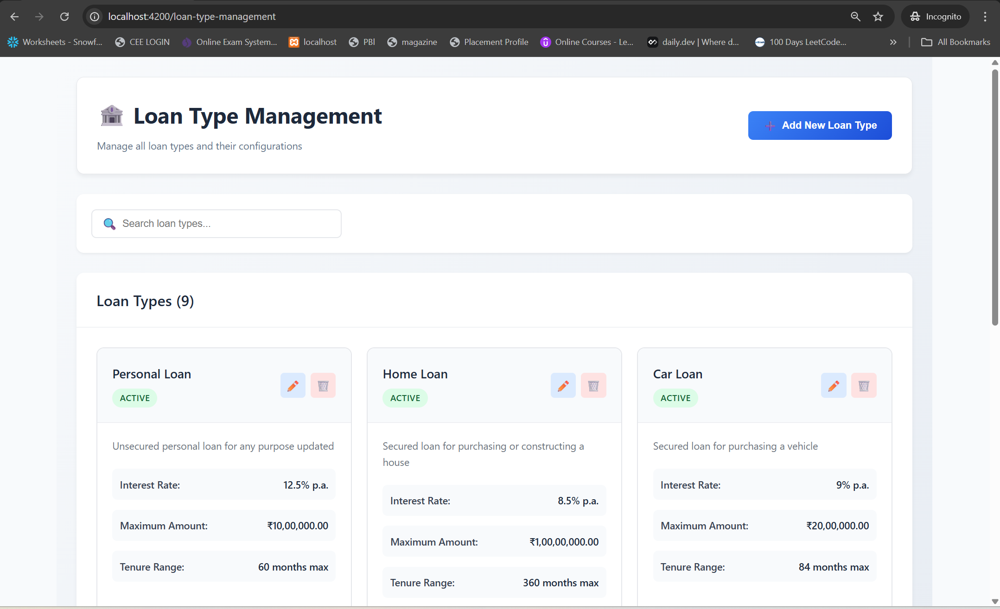 localhost:4200/loan-type-management
Incognito
Worksheets - Snowf...
CEE LOGIN
Online Exam System...
localhost
PBI
magazine
Placement Profile
Online Courses - Le...
daily.dev | Where d...
100 Days LeetCode...
All Bookmarks
Loan Type Management
Manage all loan types and their configurations
Add New Loan Type
Search loan types...
Loan Types (9)
Personal Loan
ACTIVE
Unsecured personal loan for any purpose updated
Interest Rate: 12.5% p.a.
Maximum Amount: ₹10,00,000.00
Tenure Range: 60 months max
Home Loan
ACTIVE
Secured loan for purchasing or constructing a
house
Interest Rate: 8.5% p.a.
Maximum Amount: ₹1,00,00,000.00
Tenure Range: 360 months max
Car Loan
ACTIVE
Secured loan for purchasing a vehicle
Interest Rate: 9% p.a.
Maximum Amount: ₹20,00,000.00
Tenure Range: 84 months max